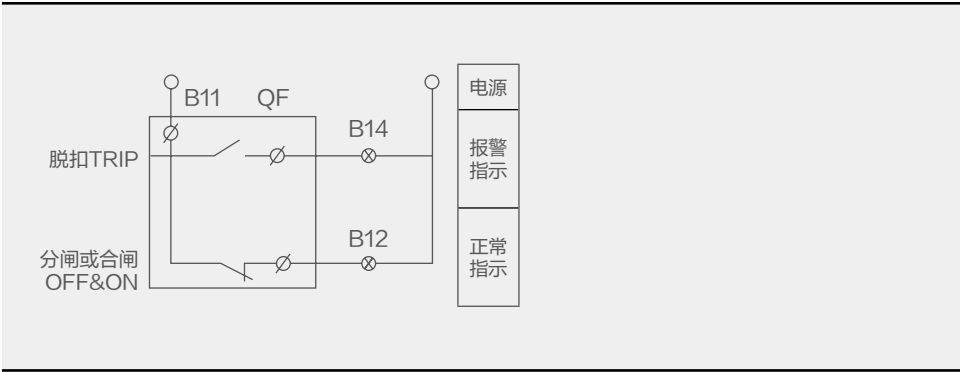 B11
QF
电源
B14
脱扣TRIP
报警
指示
B12
分闸或合闸
OFF&ON
正常
指示